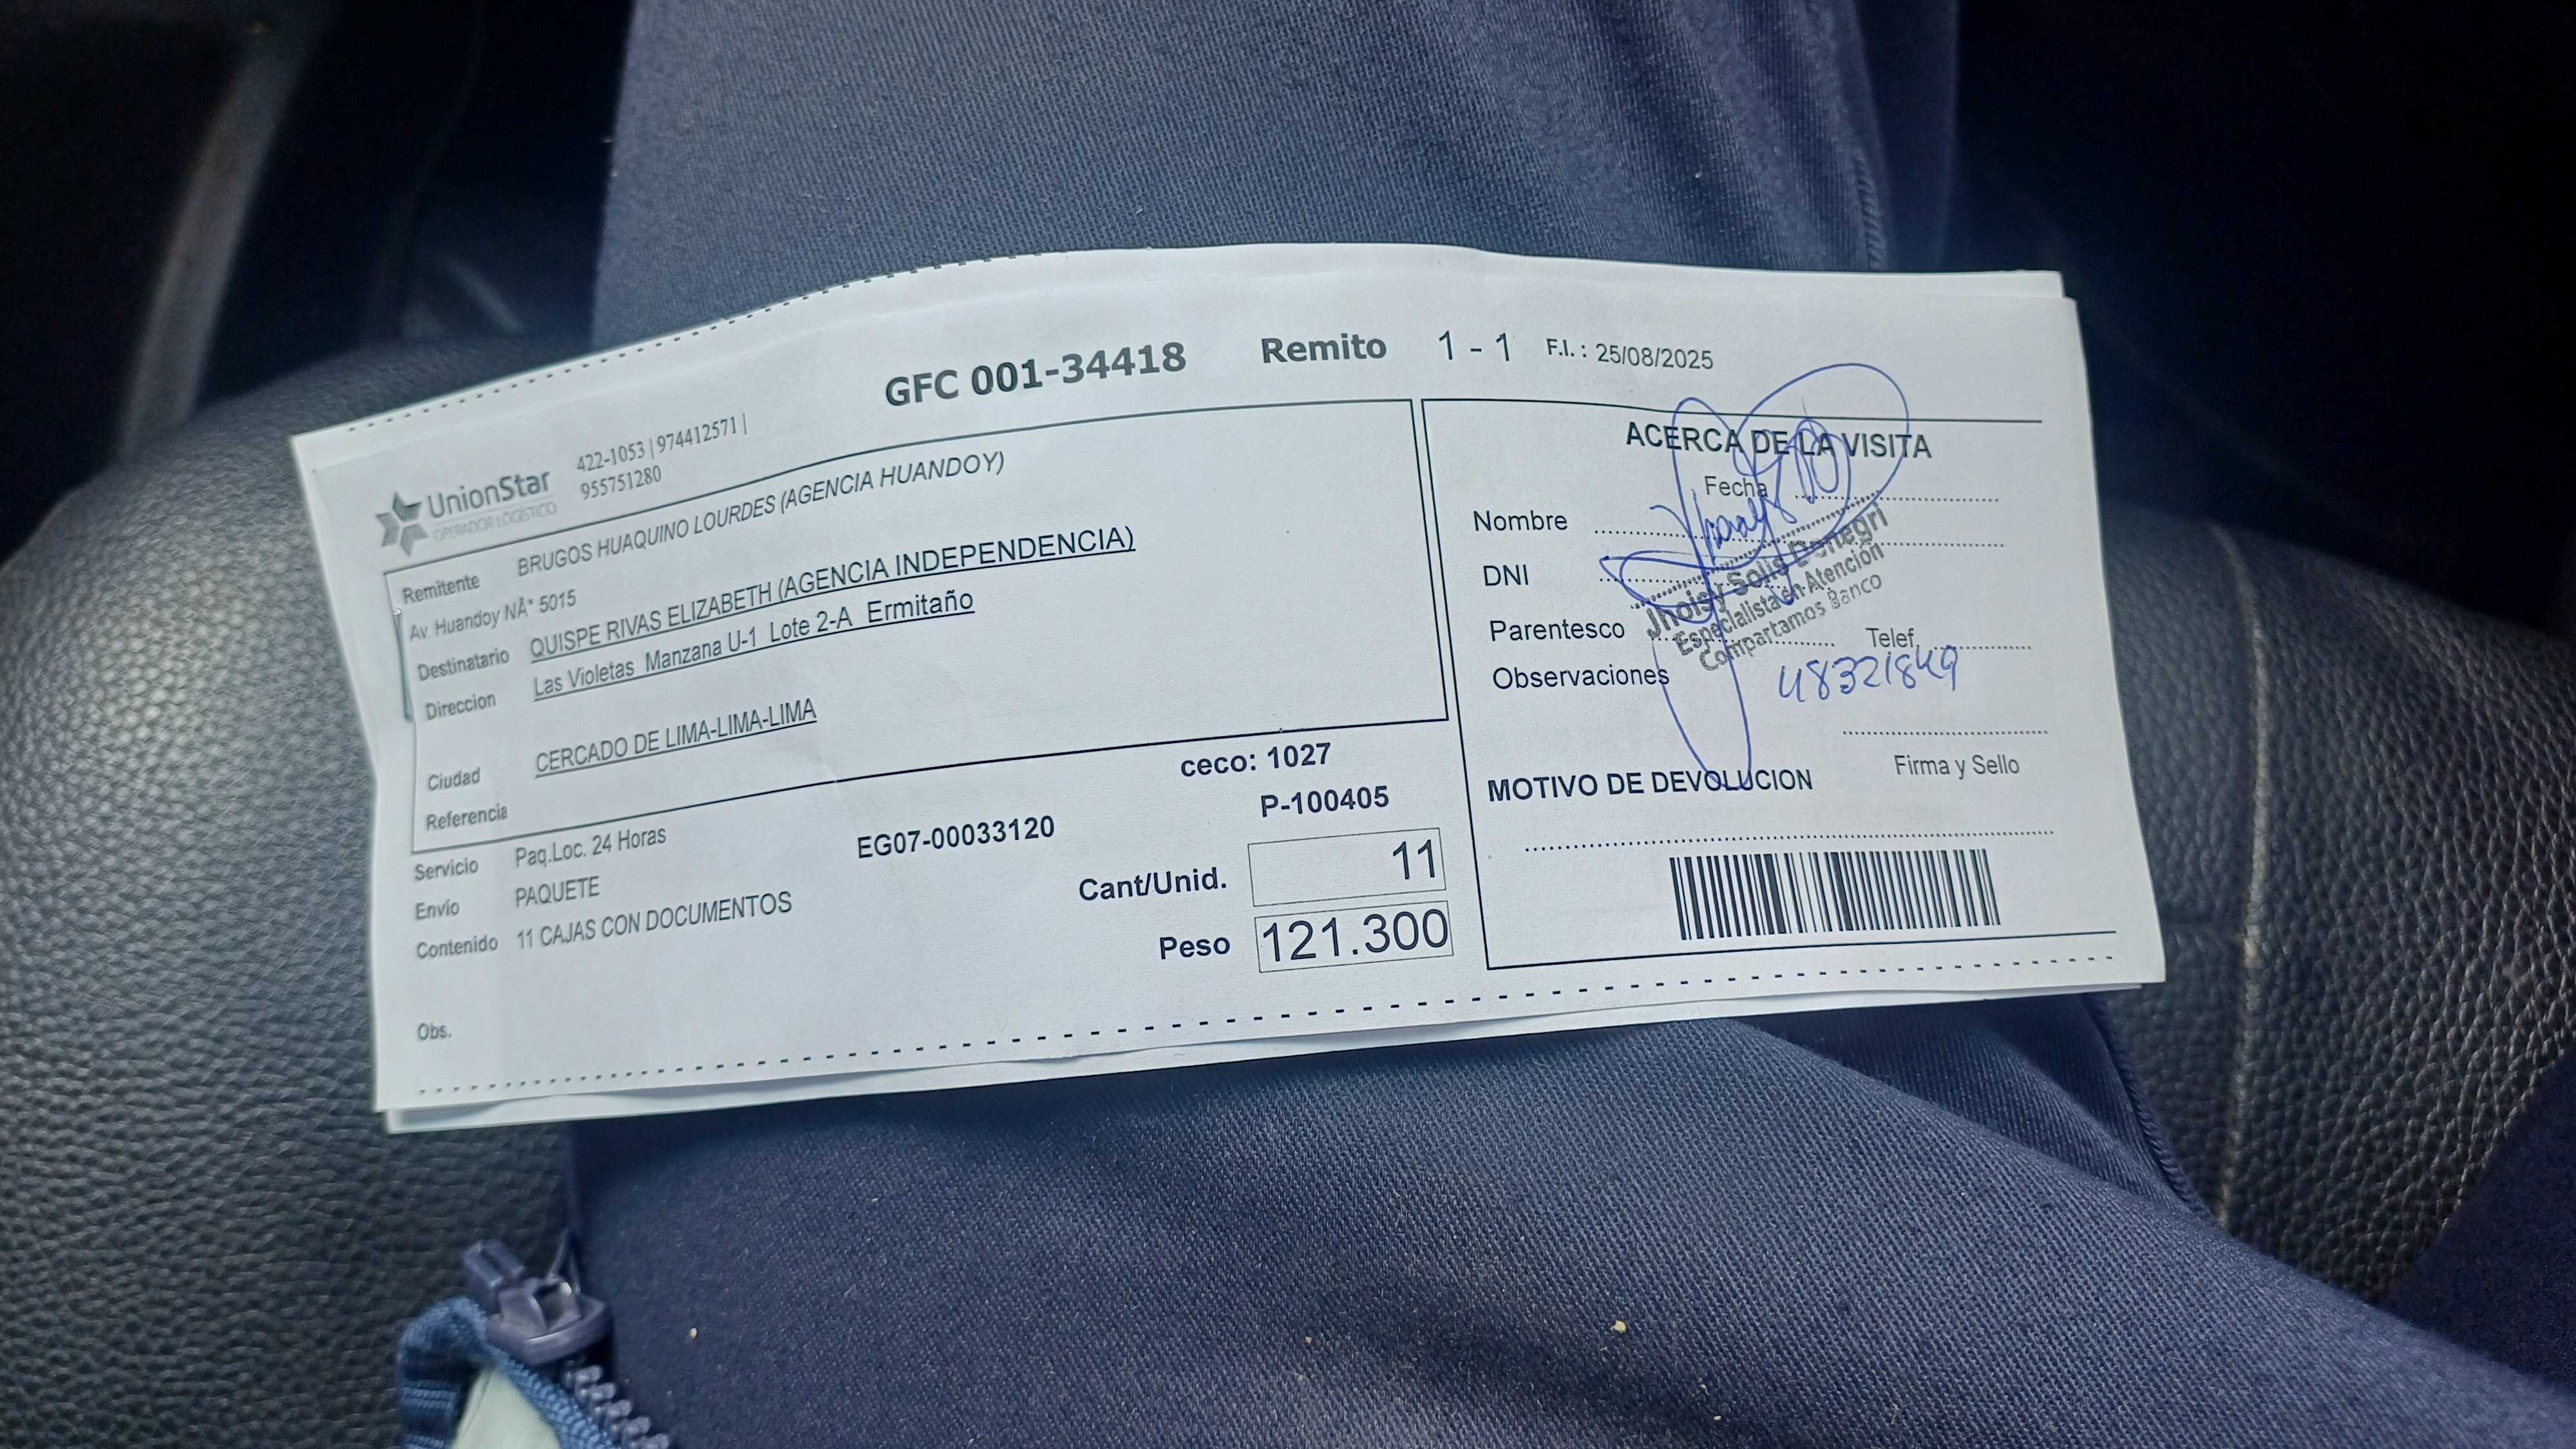 GFC 001-34418 Remito 1 - 1 F.I. : 25/08/2025
UnionStar
OPERADOR LOGÍSTICO
422-1053 | 974412571 |
955751280
Remitente BRUGOS HUAQUINO LOURDES (AGENCIA HUANDOY)
Av. Huandoy NÂ° 5015
Destinatario QUISPE RIVAS ELIZABETH (AGENCIA INDEPENDENCIA)
Direccion Las Violetas Manzana U-1 Lote 2-A Ermitaño
Ciudad CERCADO DE LIMA-LIMA-LIMA
Referencia
Servicio Paq.Loc. 24 Horas
Envío PAQUETE
Contenido 11 CAJAS CON DOCUMENTOS
Obs.
EG07-00033120
ceco: 1027
P-100405
Cant/Unid. 11
Peso 121.300
ACERCA DE LA VISITA
Fecha
Nombre
DNI
Parentesco
Telef.
Observaciones
Jhoisy Solis Denegri
Especialista en Atención
Compartamos Banco
48321849
Firma y Sello
MOTIVO DE DEVOLUCION